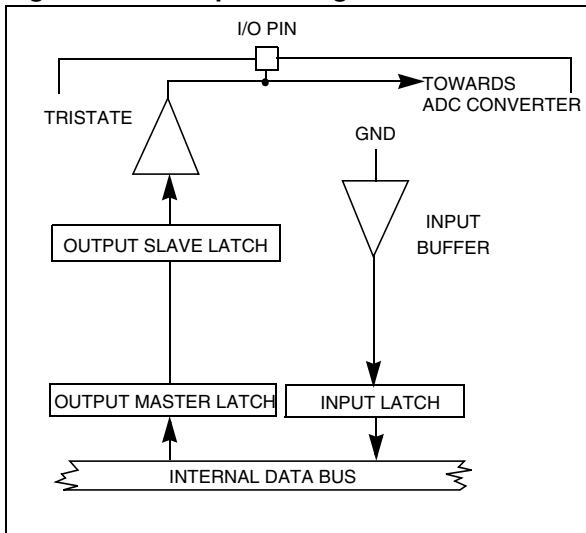 I/O PIN
TRISTATE
TOWARDS
ADC CONVERTER
GND
INPUT
BUFFER
OUTPUT SLAVE LATCH
OUTPUT MASTER LATCH
INPUT LATCH
INTERNAL DATA BUS